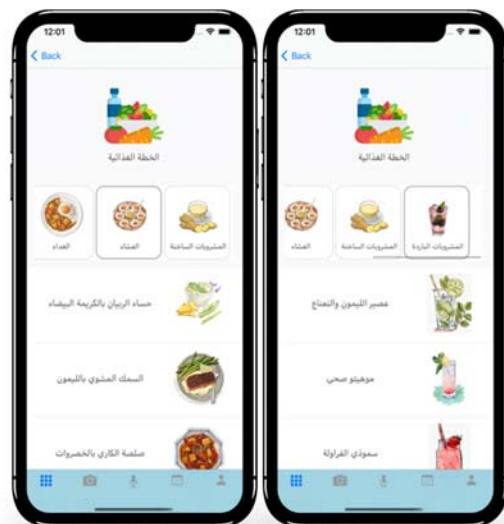 12:01
Back
الخطة الغذائية
المشروبات الساخنة
العشاء
الغداء
حساء الربيان بالكريمة البيضاء
السمك المشوي بالليمون
صلصة الكاري بالخضروات
12:01
Back
الخطة الغذائية
المشروبات الباردة
المشروبات الساخنة
العشاء
عصير الليمون والنعناع
موهيتو صحي
سموذي الفراولة